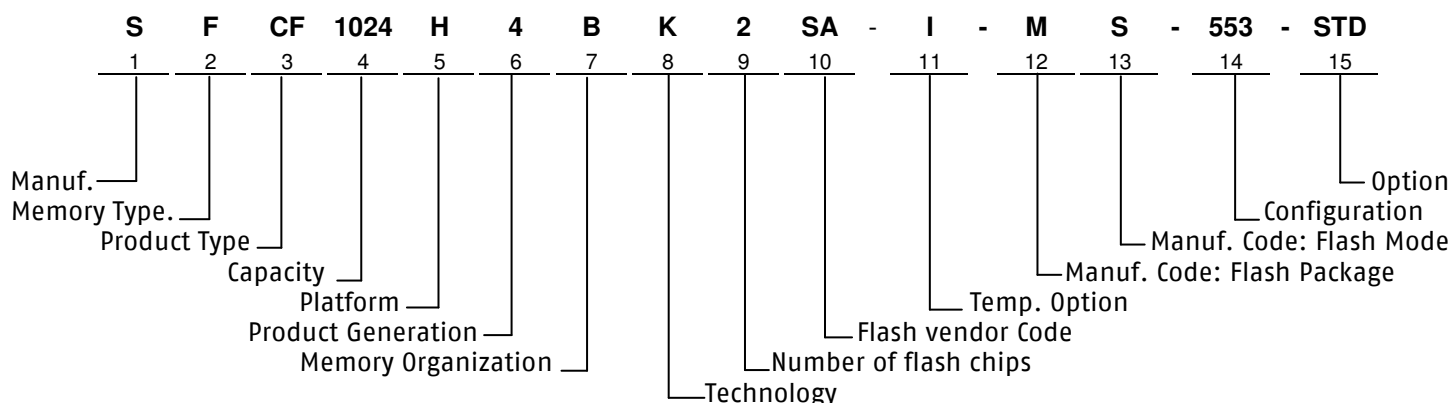 S F CF 1024 H 4 B K 2 SA - I - M S - 553 - STD
1 2 3 4 5 6 7 8 9 10 11 12 13 14 15
Manuf. Option
Memory Type. Configuration
Product Type Manuf. Code: Flash Mode
Capacity Manuf. Code: Flash Package
Platform Temp. Option
Product Generation Flash vendor Code
Memory Organization Number of flash chips
Technology